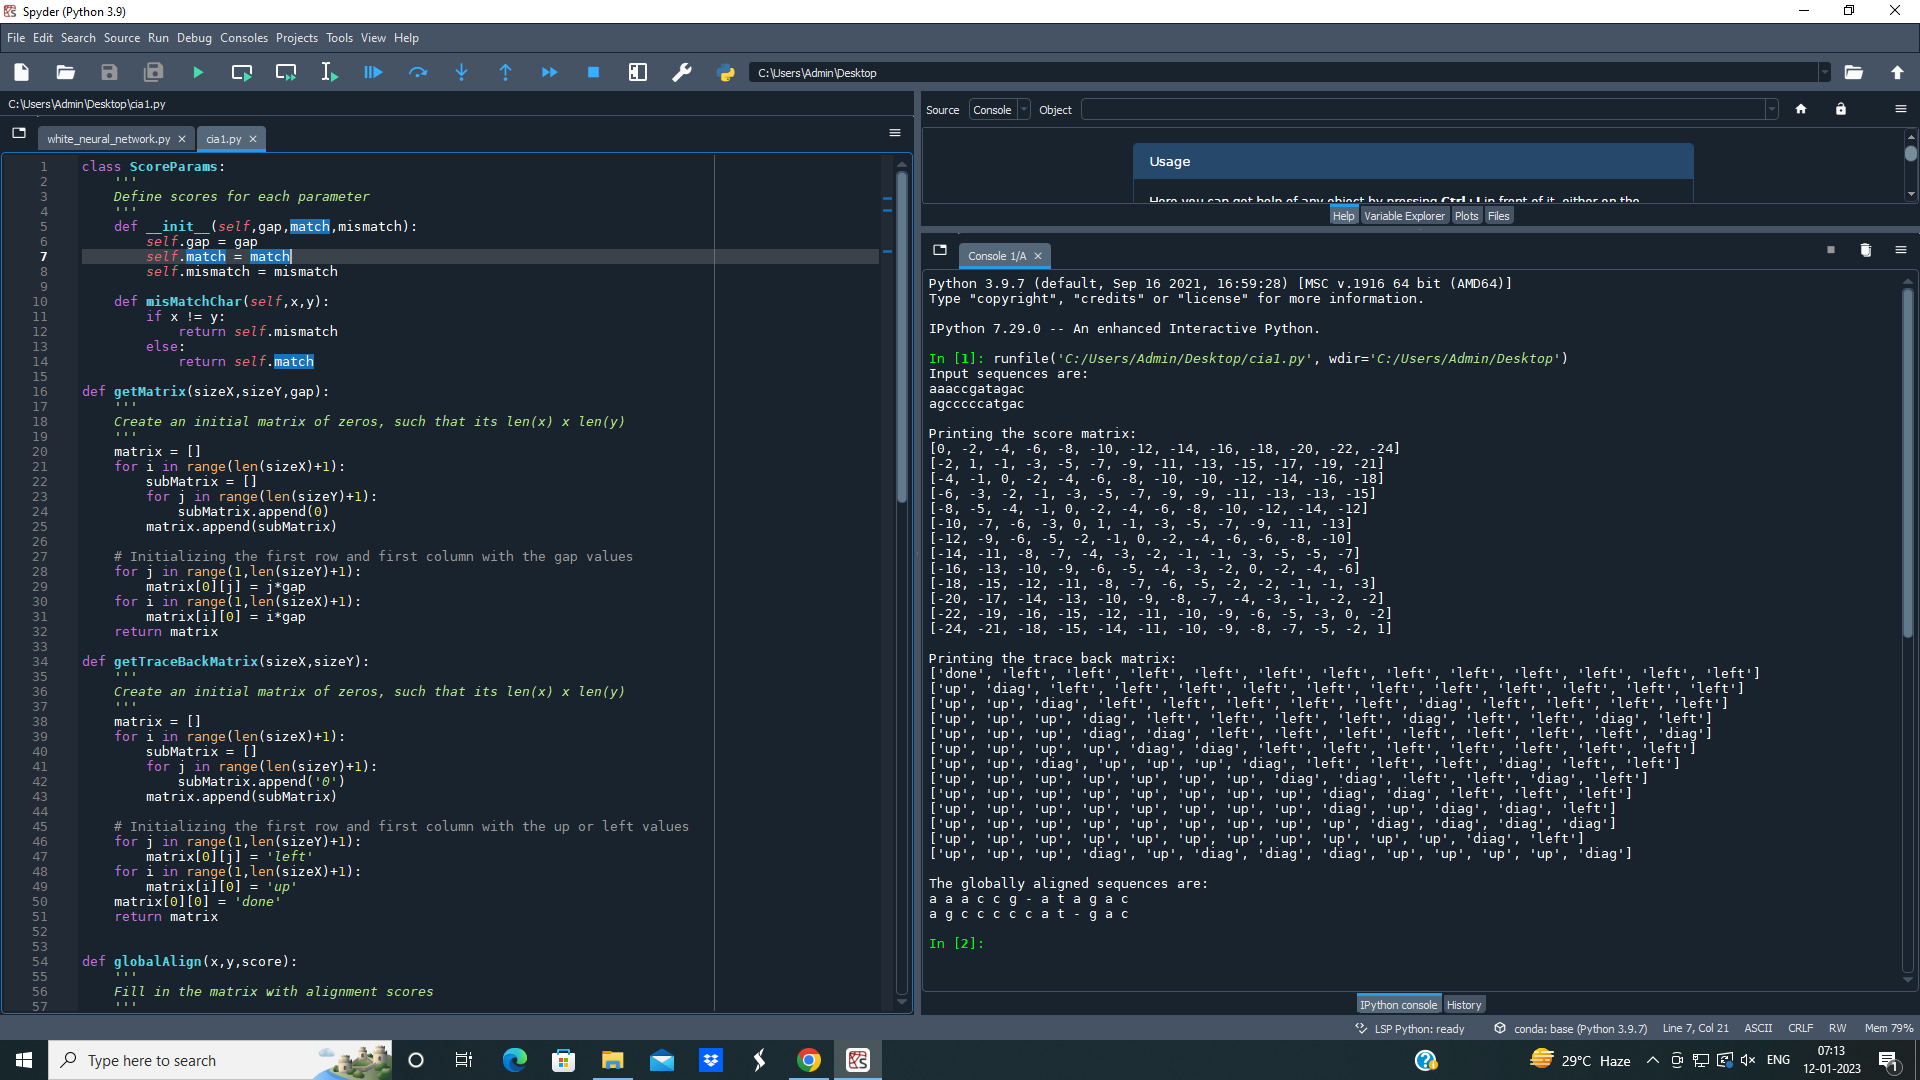 Spyder (Python 3.9)
File Edit Search Source Run Debug Consoles Projects Tools View Help
C:\Users\Admin\Desktop
C:\Users\Admin\Desktop\cia1.py
white_neural_network.py
cia1.py
1 class ScoreParams:
2     '''
3     Define scores for each parameter
4     '''
5     def __init__(self,gap,match,mismatch):
6         self.gap = gap
7         self.match = match
8         self.mismatch = mismatch
9
10     def misMatchChar(self,x,y):
11         if x != y:
12             return self.mismatch
13         else:
14             return self.match
15
16 def getMatrix(sizeX,sizeY,gap):
17     '''
18     Create an initial matrix of zeros, such that its len(x) x len(y)
19     '''
20     matrix = []
21     for i in range(len(sizeX)+1):
22         subMatrix = []
23         for j in range(len(sizeY)+1):
24             subMatrix.append(0)
25         matrix.append(subMatrix)
26
27     # Initializing the first row and first column with the gap values
28     for j in range(1,len(sizeY)+1):
29         matrix[0][j] = j*gap
30     for i in range(1,len(sizeX)+1):
31         matrix[i][0] = i*gap
32     return matrix
33
34 def getTraceBackMatrix(sizeX,sizeY):
35     '''
36     Create an initial matrix of zeros, such that its len(x) x len(y)
37     '''
38     matrix = []
39     for i in range(len(sizeX)+1):
40         subMatrix = []
41         for j in range(len(sizeY)+1):
42             subMatrix.append('0')
43         matrix.append(subMatrix)
44
45     # Initializing the first row and first column with the up or left values
46     for j in range(1,len(sizeY)+1):
47         matrix[0][j] = 'left'
48     for i in range(1,len(sizeX)+1):
49         matrix[i][0] = 'up'
50     matrix[0][0] = 'done'
51     return matrix
52
53
54 def globalAlign(x,y,score):
55     '''
56     Fill in the matrix with alignment scores
57     '''
Source Console Object
Usage
Here you can get help of any object by pressing Ctrl+I in front of it, either on the
Help Variable Explorer Plots Files
Console 1/A
Python 3.9.7 (default, Sep 16 2021, 16:59:28) [MSC v.1916 64 bit (AMD64)]
Type "copyright", "credits" or "license" for more information.
IPython 7.29.0 -- An enhanced Interactive Python.
In [1]: runfile('C:/Users/Admin/Desktop/cia1.py', wdir='C:/Users/Admin/Desktop')
Input sequences are:
aaaccgatagac
agcccccatgac
Printing the score matrix:
[0, -2, -4, -6, -8, -10, -12, -14, -16, -18, -20, -22, -24]
[-2, 1, -1, -3, -5, -7, -9, -11, -13, -15, -17, -19, -21]
[-4, -1, 0, -2, -4, -6, -8, -10, -10, -12, -14, -16, -18]
[-6, -3, -2, -1, -3, -5, -7, -9, -9, -11, -13, -13, -15]
[-8, -5, -4, -1, 0, -2, -4, -6, -8, -10, -12, -14, -12]
[-10, -7, -6, -3, 0, 1, -1, -3, -5, -7, -9, -11, -13]
[-12, -9, -6, -5, -2, -1, 0, -2, -4, -6, -6, -8, -10]
[-14, -11, -8, -7, -4, -3, -2, -1, -1, -3, -5, -5, -7]
[-16, -13, -10, -9, -6, -5, -4, -3, -2, 0, -2, -4, -6]
[-18, -15, -12, -11, -8, -7, -6, -5, -2, -2, -1, -1, -3]
[-20, -17, -14, -13, -10, -9, -8, -7, -4, -3, -1, -2, -2]
[-22, -19, -16, -15, -12, -11, -10, -9, -6, -5, -3, 0, -2]
[-24, -21, -18, -15, -14, -11, -10, -9, -8, -7, -5, -2, 1]
Printing the trace back matrix:
['done', 'left', 'left', 'left', 'left', 'left', 'left', 'left', 'left', 'left', 'left', 'left', 'left']
['up', 'diag', 'left', 'left', 'left', 'left', 'left', 'left', 'left', 'left', 'left', 'left', 'left']
['up', 'up', 'diag', 'left', 'left', 'left', 'left', 'left', 'diag', 'left', 'left', 'left', 'left']
['up', 'up', 'up', 'diag', 'left', 'left', 'left', 'left', 'diag', 'left', 'left', 'diag', 'left']
['up', 'up', 'up', 'diag', 'diag', 'left', 'left', 'left', 'left', 'left', 'left', 'left', 'diag']
['up', 'up', 'up', 'up', 'diag', 'diag', 'left', 'left', 'left', 'left', 'left', 'left', 'left']
['up', 'up', 'diag', 'up', 'up', 'up', 'diag', 'left', 'left', 'left', 'diag', 'left', 'left']
['up', 'up', 'up', 'up', 'up', 'up', 'up', 'diag', 'diag', 'left', 'left', 'diag', 'left']
['up', 'up', 'up', 'up', 'up', 'up', 'up', 'up', 'diag', 'diag', 'left', 'left', 'left']
['up', 'up', 'up', 'up', 'up', 'up', 'up', 'up', 'diag', 'up', 'diag', 'diag', 'left']
['up', 'up', 'up', 'up', 'up', 'up', 'up', 'up', 'up', 'diag', 'diag', 'diag', 'diag']
['up', 'up', 'up', 'up', 'up', 'up', 'up', 'up', 'up', 'up', 'up', 'diag', 'left']
['up', 'up', 'up', 'diag', 'up', 'diag', 'diag', 'diag', 'up', 'up', 'up', 'up', 'diag']
The globally aligned sequences are:
a a a c c g - a t a g a c
a g c c c c c a t - g a c
In [2]:
IPython console History
LSP Python: ready conda: base (Python 3.9.7) Line 7, Col 21 ASCII CRLF RW Mem 79%
Type here to search
29°C Haze
ENG
07:13
12-01-2023
1